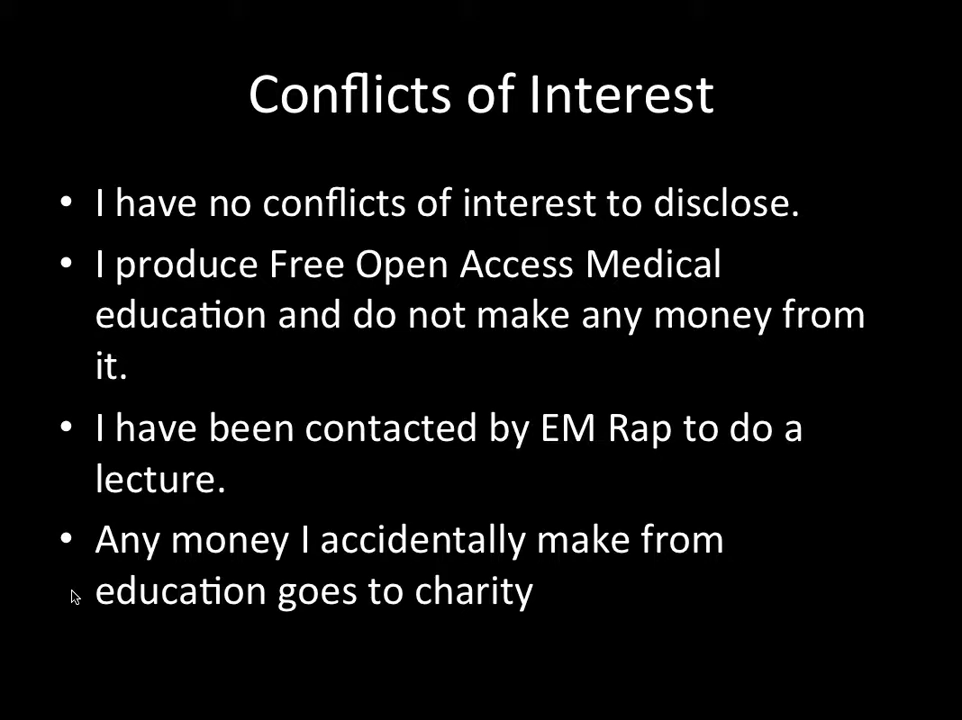 Conflicts of Interest
• I have no conflicts of interest to disclose.
• I produce Free Open Access Medical
education and do not make any money from
it.
• I have been contacted by EM Rap to do a
lecture.
• Any money I accidentally make from
education goes to charity